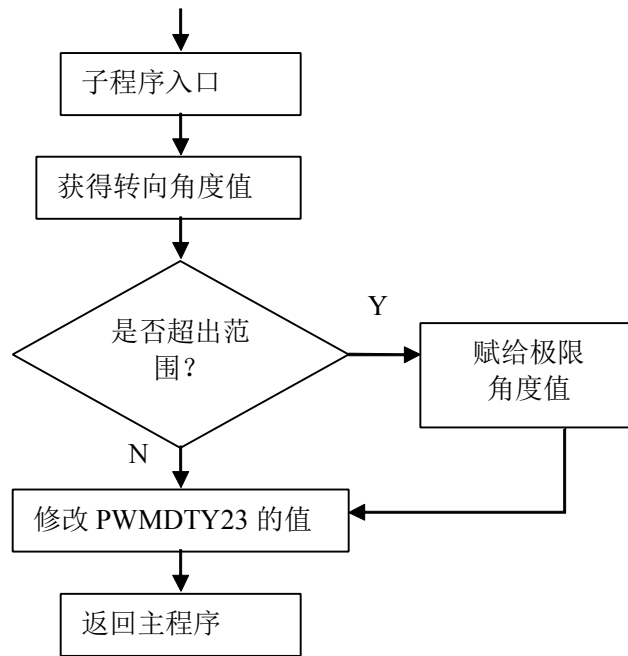 子程序入口
获得转向角度值
是否超出范
围？
Y
赋给极限
角度值
N
修改 PWMDTY23 的值
返回主程序